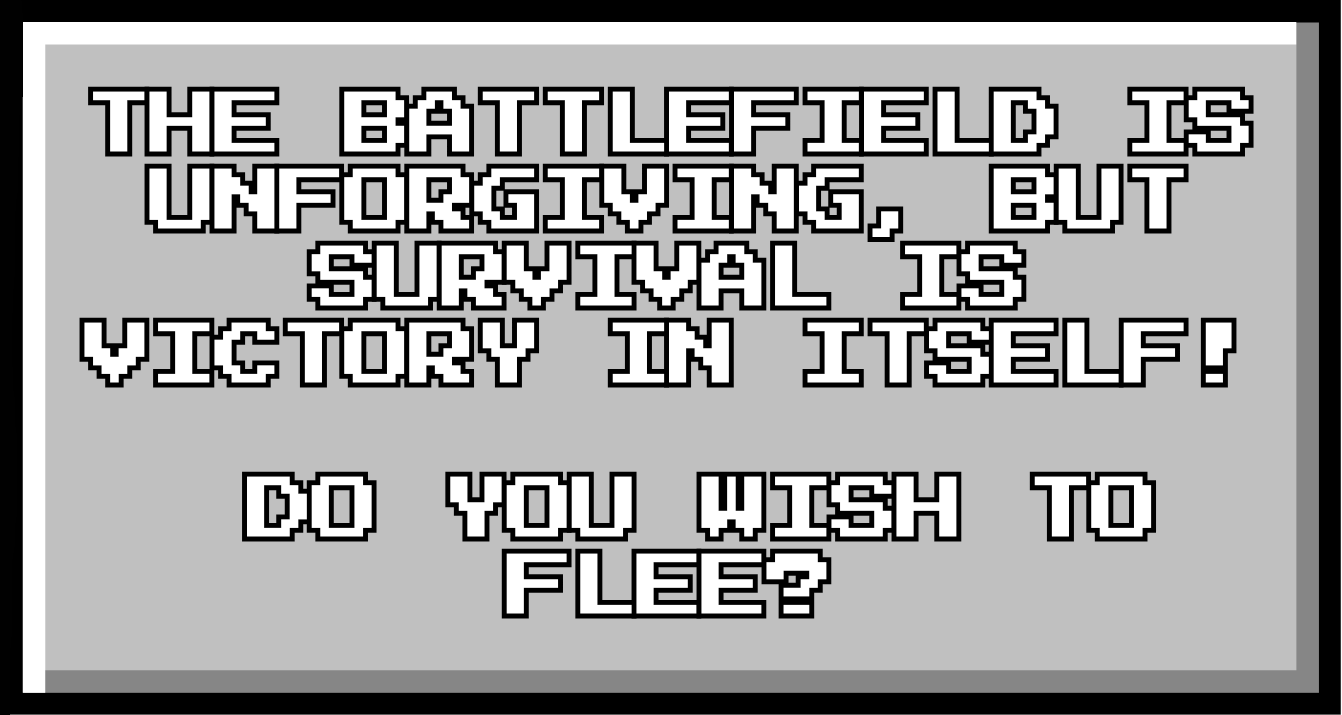 THE BATTLEFIELD IS
UNFORGIVING, BUT
SURVIVAL IS
VICTORY IN ITSELF!
DO YOU WISH TO
FLEE?